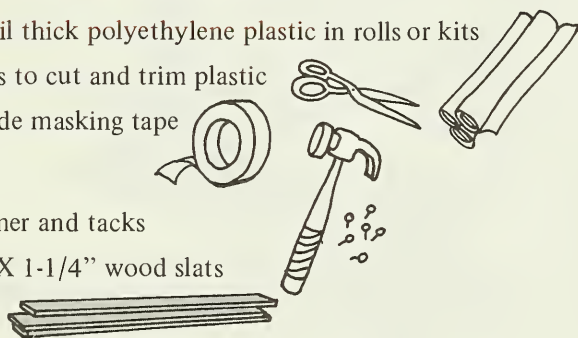 il thick polyethylene plastic in rolls or kits
s to cut and trim plastic
de masking tape
ner and tacks
X 1-1/4” wood slats